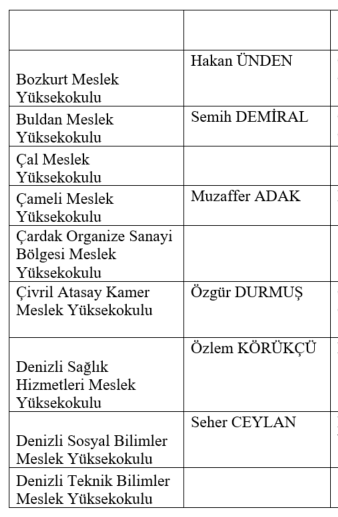 Hakan ÜNDEN
Bozkurt Meslek
Yüksekokulu
Buldan Meslek
Semih DEMİRAL
Yüksekokulu
Çal Meslek
Yüksekokulu
Çameli Meslek
Muzaffer ADAK
Yüksekokulu
Çardak Organize Sanayi
Bölgesi Meslek
Yüksekokulu
Çivril Atasay Kamer
Özgür DURMUŞ
Meslek Yüksekokulu
Özlem KÖRÜKÇÜ
Denizli Sağlık
Hizmetleri Meslek
Yüksekokulu
Seher CEYLAN
Denizli Sosyal Bilimler
Meslek Yüksekokulu
Denizli Teknik Bilimler
Meslek Yüksekokulu